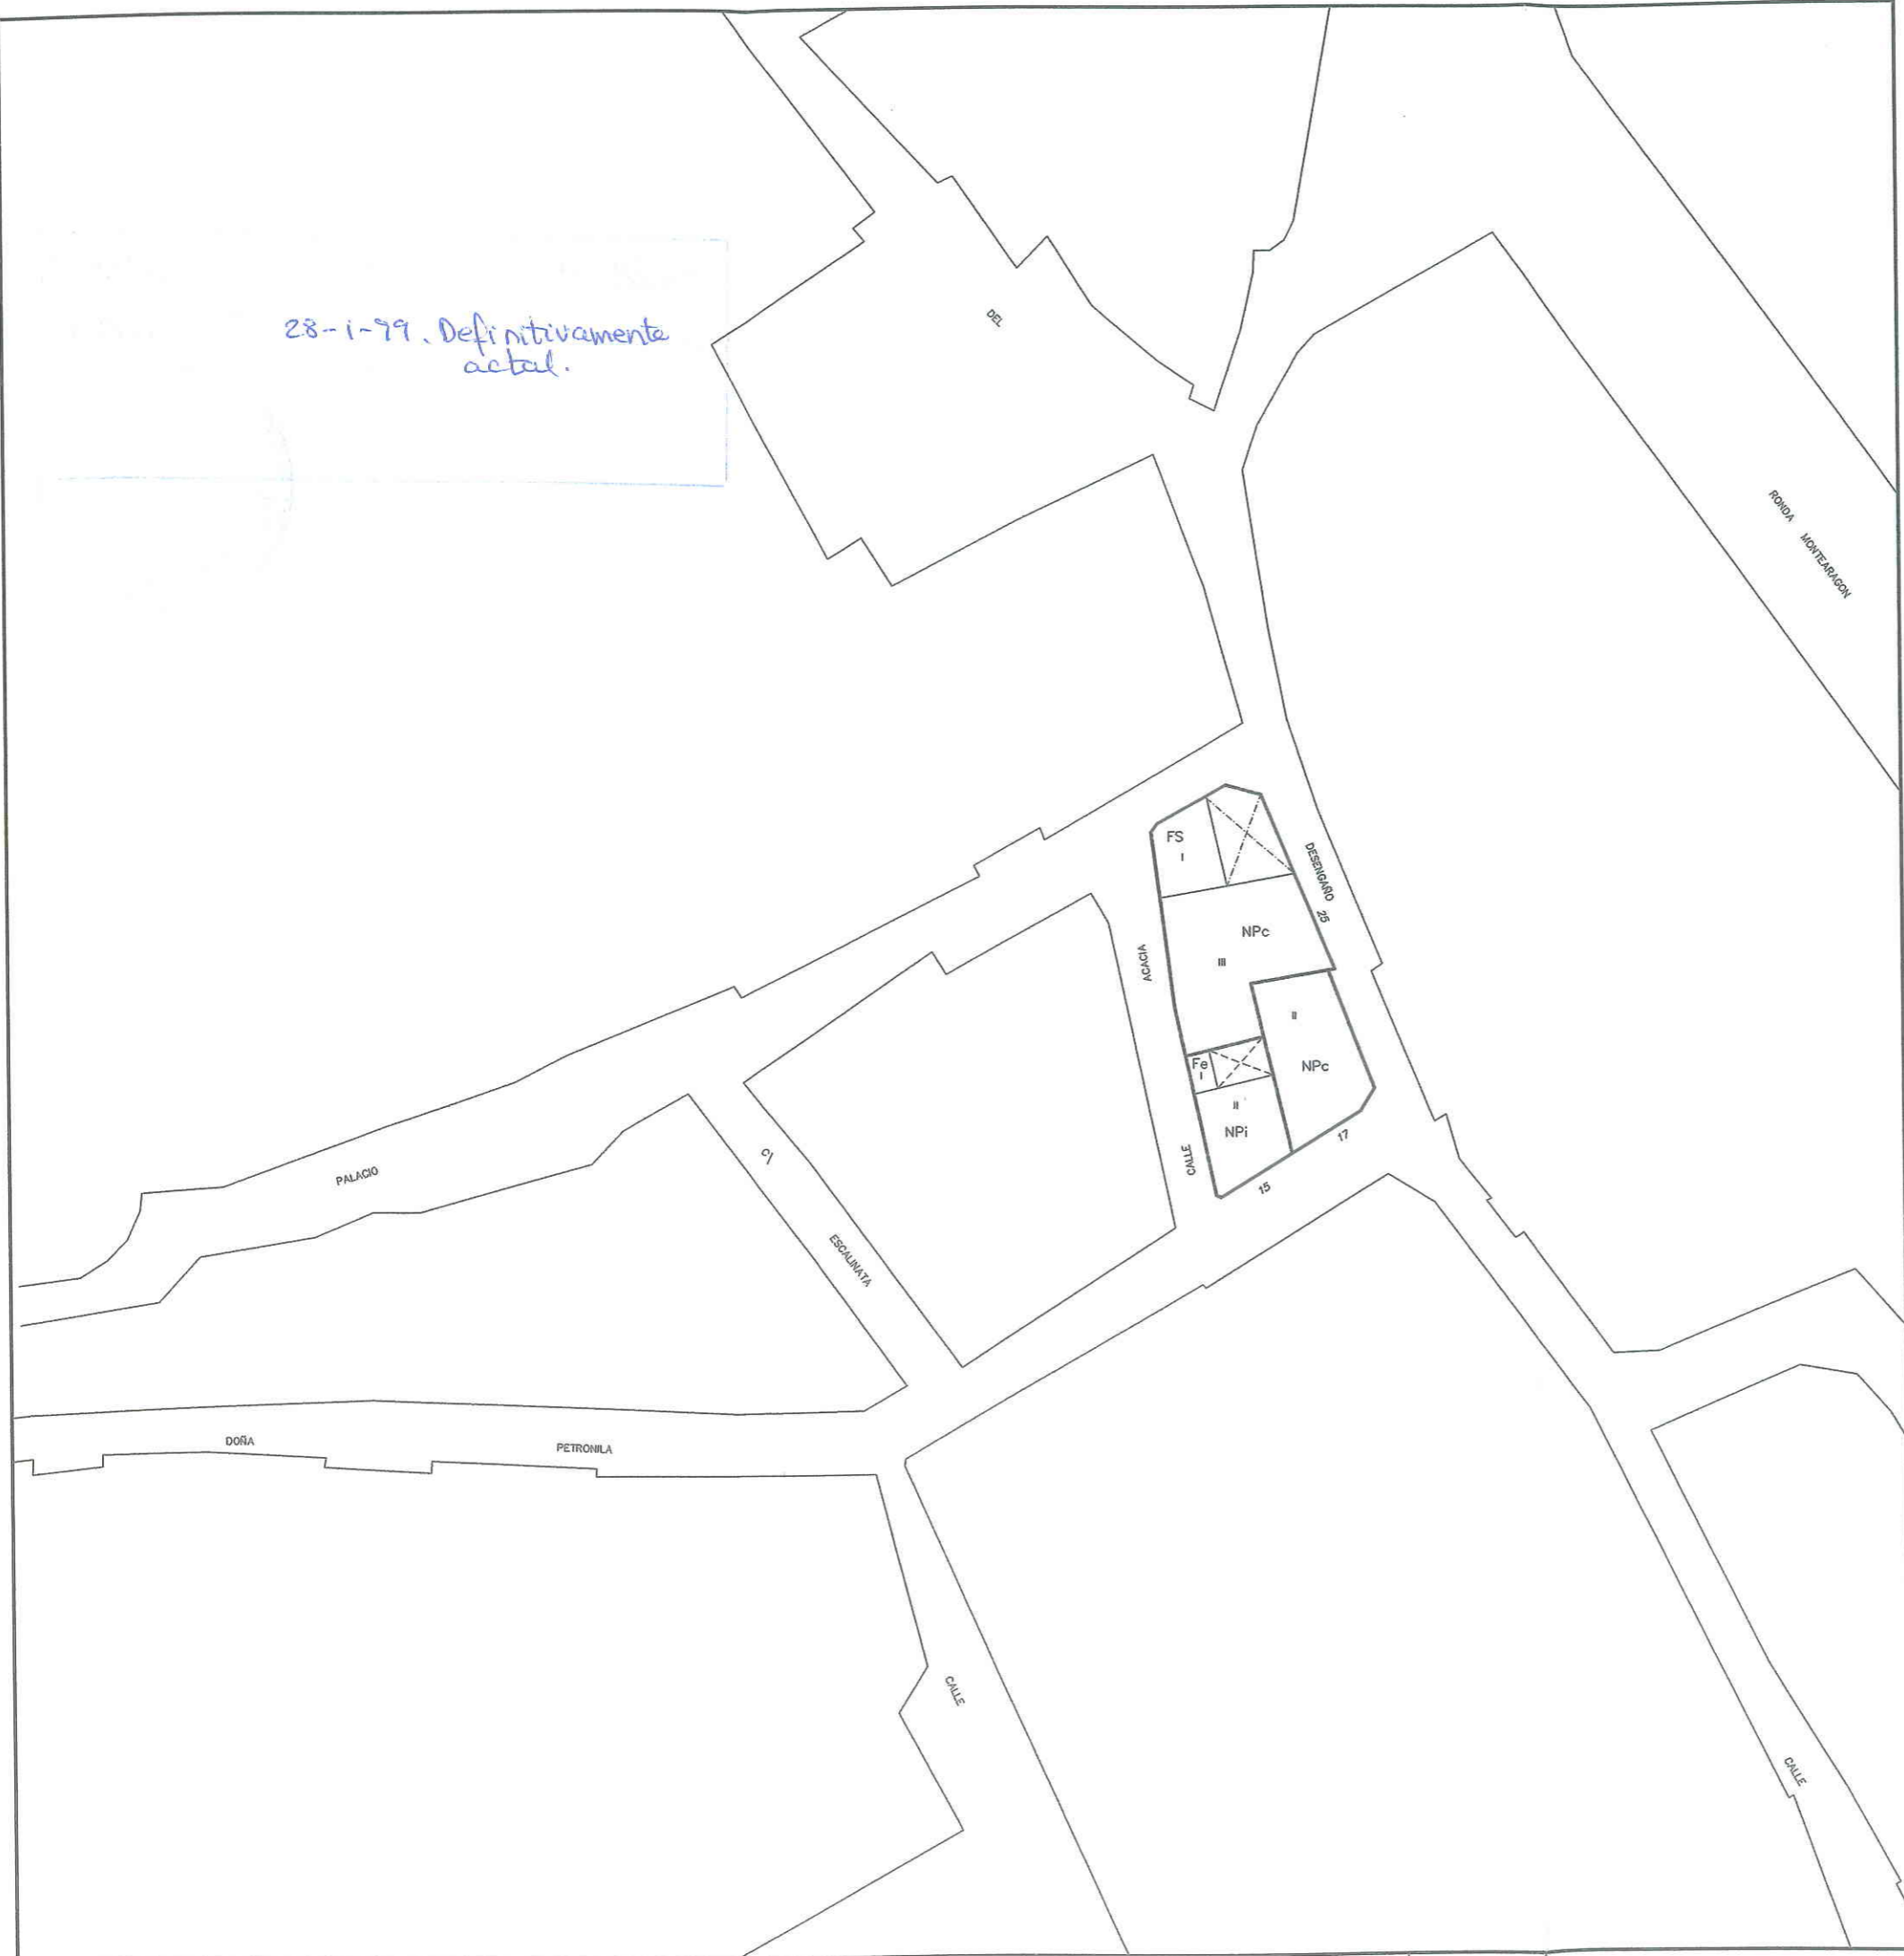 28-i-99. Definitivamente
actal.
DEL
RONDA MONTEARAGON
FS
I
DESENGAÑO 25
NPc
III
ACACIA
II
NPc
Fe
I
II
NPi
CALLE
17
15
C/
PALACIO
ESCALINATA
DOÑA PETRONILA
CALLE
CALLE